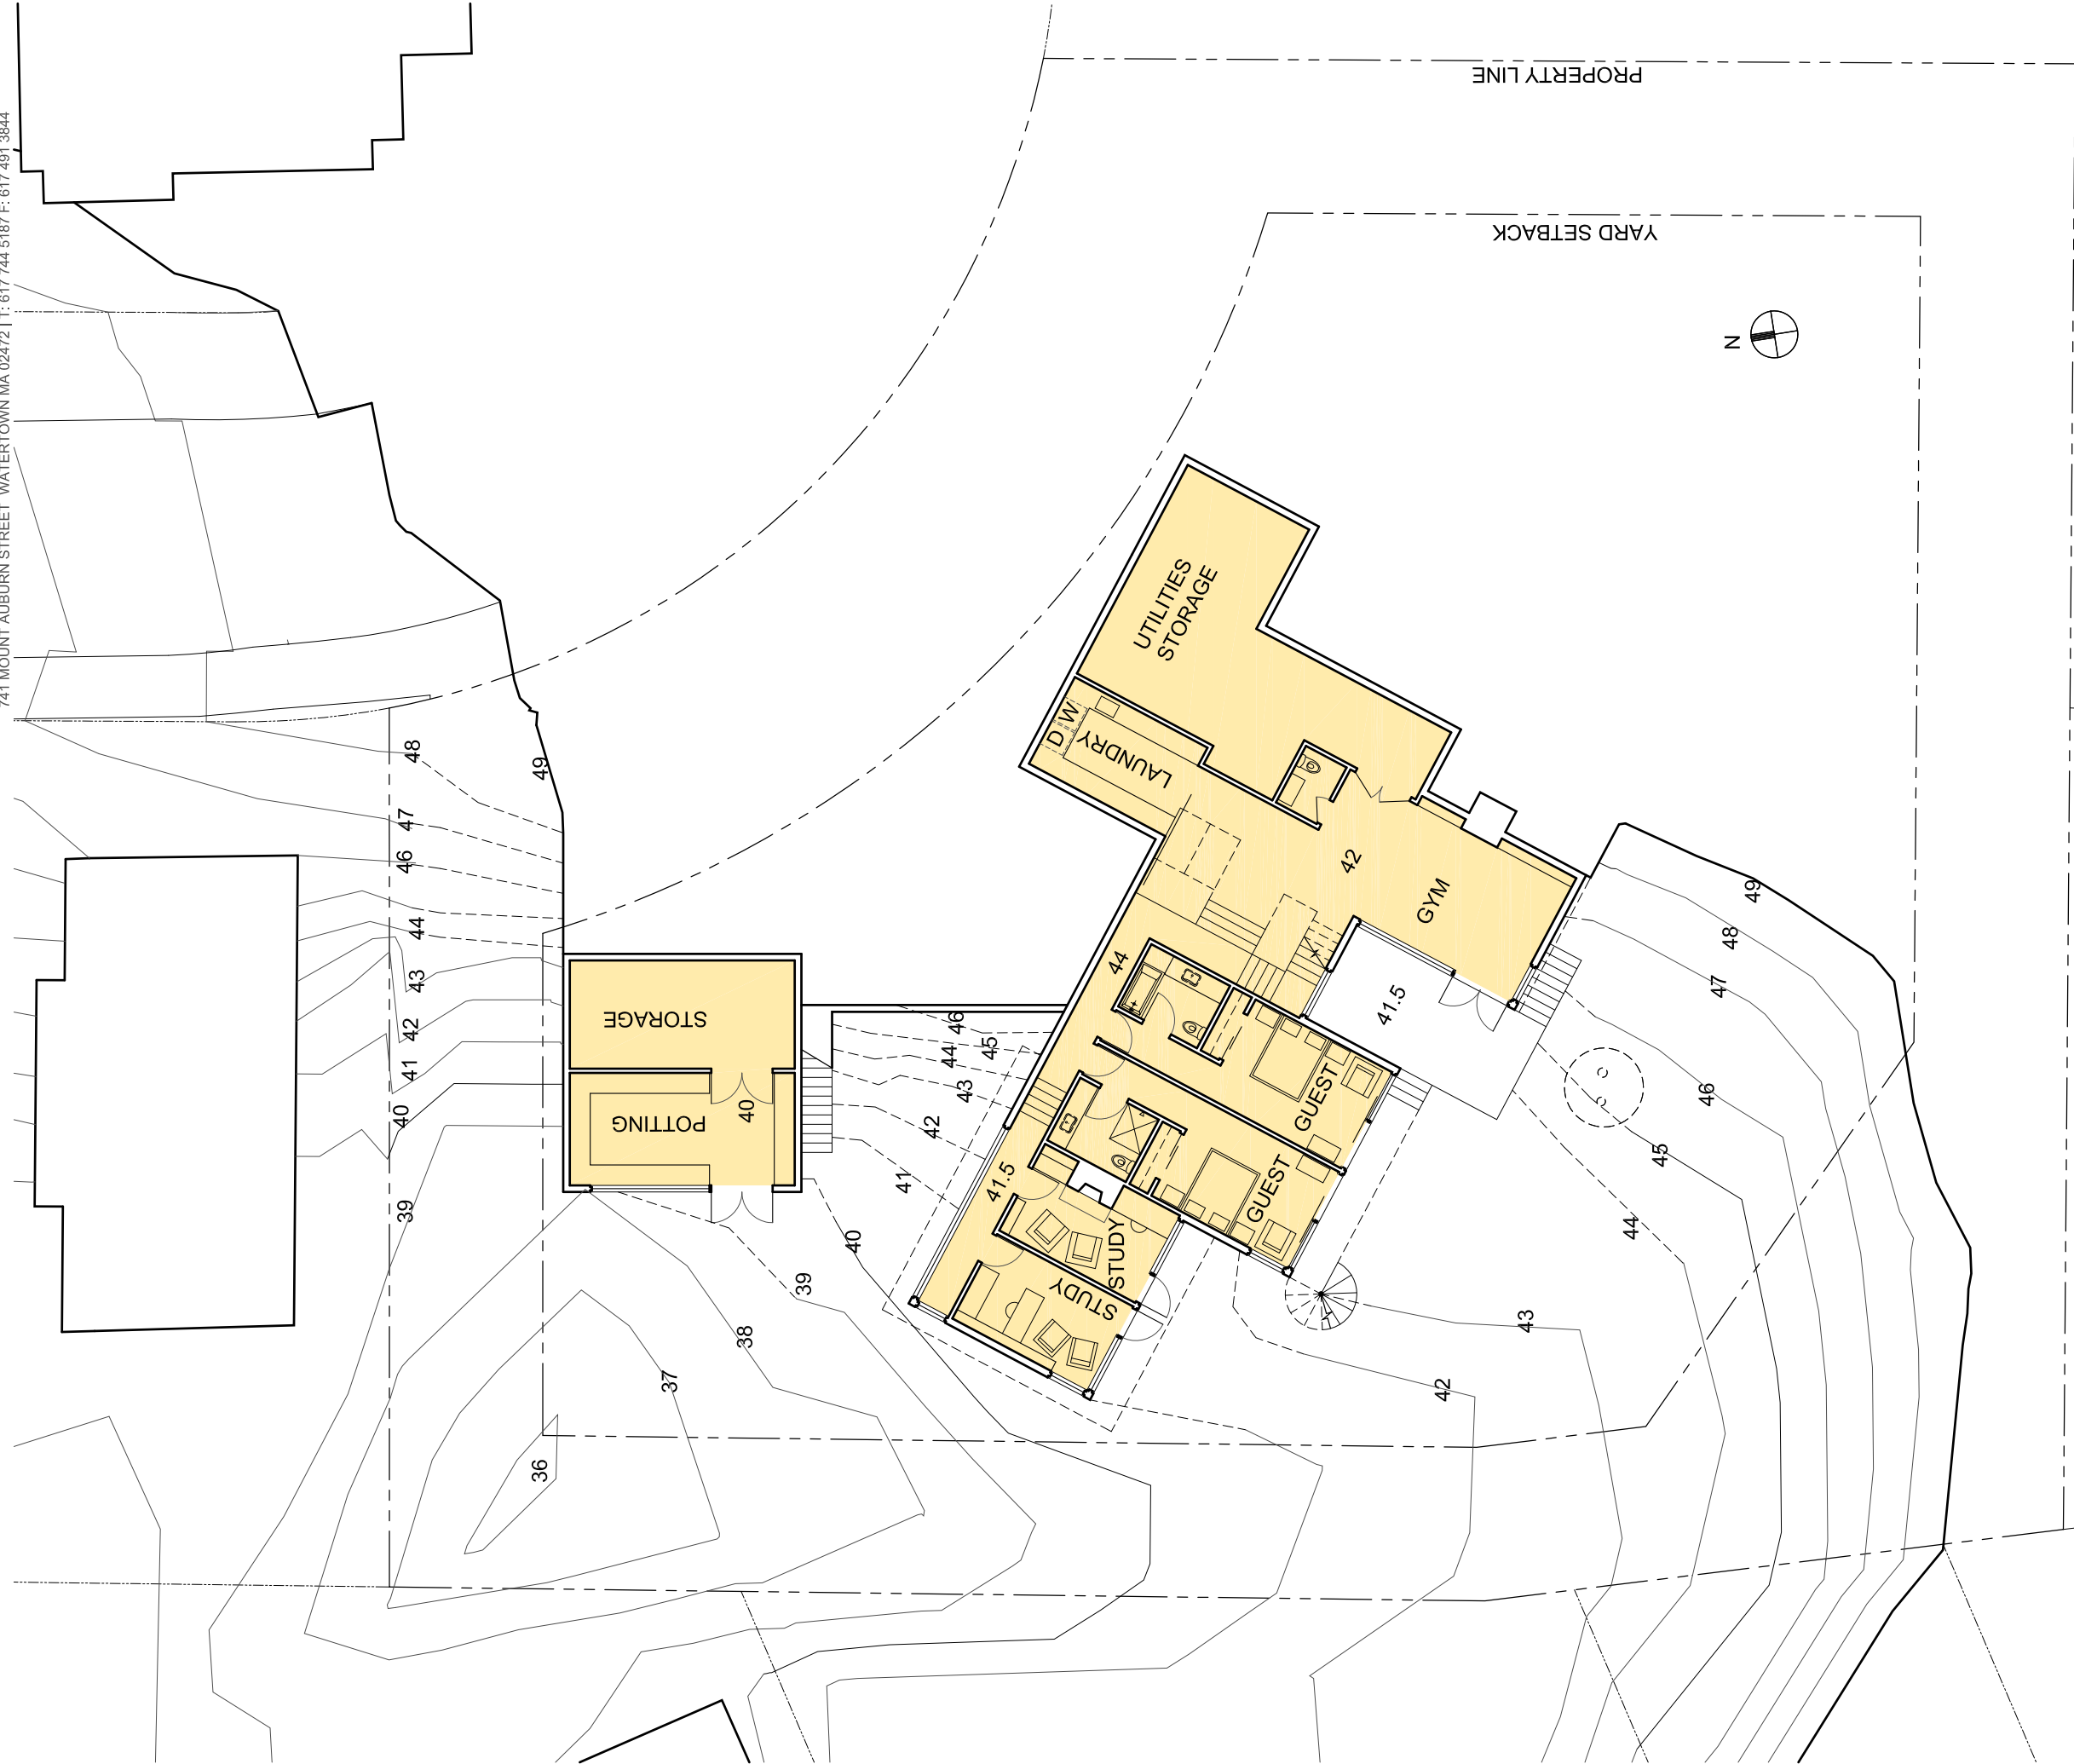 741 MOUNT AUBURN STREET WATERTOWN MA 02472 | T: 617 744 5187 F: 617 491 3844
PROPERTY LINE
YARD SETBACK
N
UTILITIES
STORAGE
D W
LAUNDRY
42
GYM
41.5
44
GUEST
GUEST
41.5
STUDY
STUDY
STORAGE
POTTING
40
49
48
47
46
44
43
42
41
40
39
46
45
44
43
42
41
40
39
38
37
36
49
48
47
46
45
44
43
42